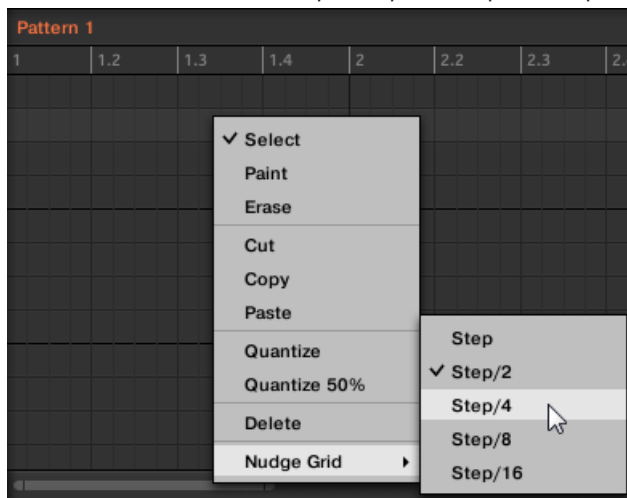 Pattern 1
1 1.2 1.3 1.4 2 2.2 2.3 2.
Select
Paint
Erase
Cut
Copy
Paste
Quantize
Quantize 50%
Delete
Nudge Grid
Step
Step/2
Step/4
Step/8
Step/16